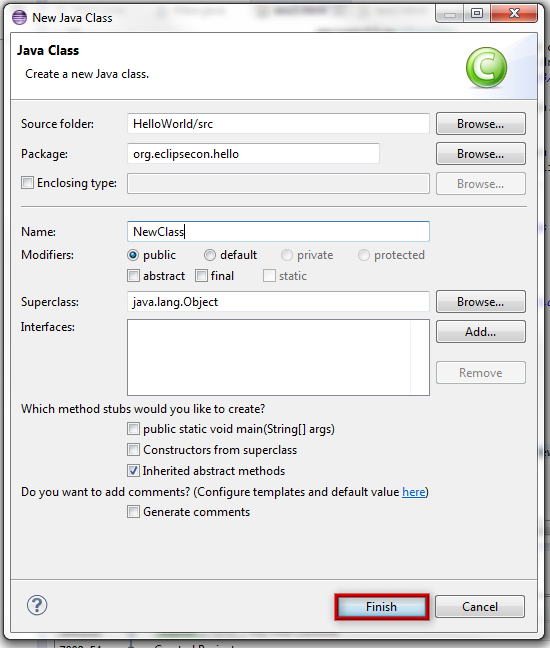 New Java Class
Java Class
Create a new Java class.
Source folder: HelloWorld/src Browse...
Package: org.eclipsecon.hello Browse...
Enclosing type: Browse...
Name: NewClass
Modifiers: public default private protected
abstract final static
Superclass: java.lang.Object Browse...
Interfaces: Add...
Remove
Which method stubs would you like to create?
public static void main(String[] args)
Constructors from superclass
Inherited abstract methods
Do you want to add comments? (Configure templates and default value here)
Generate comments
? Finish Cancel